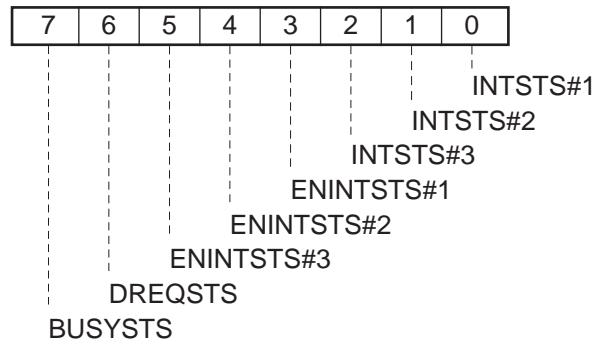 7 6 5 4 3 2 1 0
INTSTS#1
INTSTS#2
INTSTS#3
ENINTSTS#1
ENINTSTS#2
ENINTSTS#3
DREQSTS
BUSYSTS